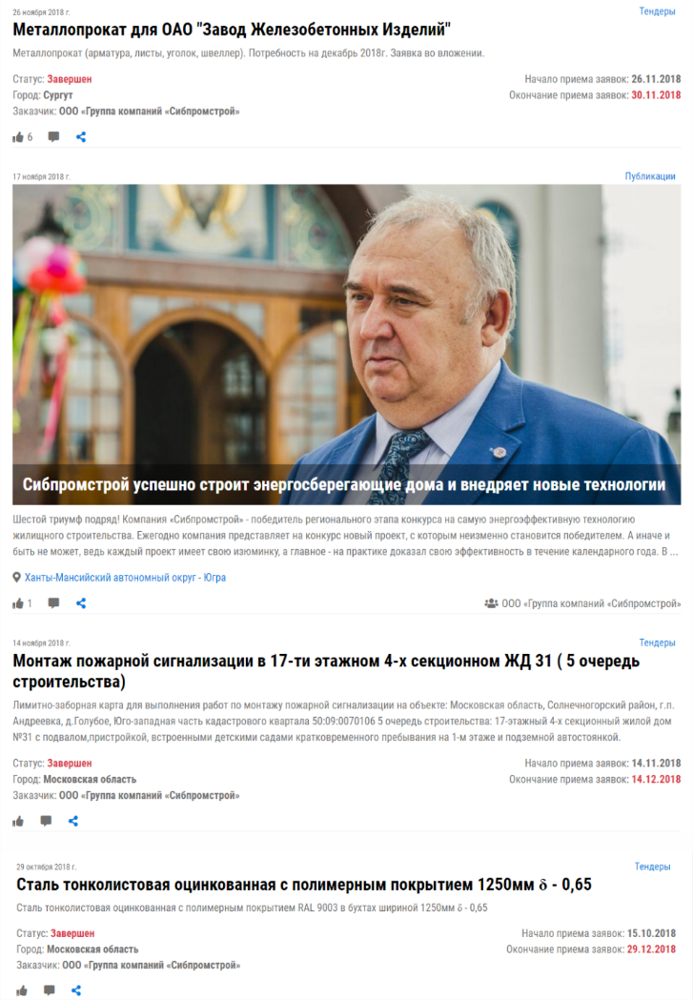 26 ноября 2018 г.
Тендеры
Металлопрокат для ОАО "Завод Железобетонных Изделий"
Металлопрокат (арматура, листы, уголок, швеллер). Потребность на декабрь 2018г. Заявка во вложении.
Статус: Завершен
Начало приема заявок: 26.11.2018
Город: Сургут
Окончание приема заявок: 30.11.2018
Заказчик: ООО «Группа компаний «Сибпромстрой»
6
17 ноября 2018 г.
Публикации
Сибпромстрой успешно строит энергосберегающие дома и внедряет новые технологии
Шестой триумф подряд! Компания «Сибпромстрой» - победитель регионального этапа конкурса на самую энергоэффективную технологию
жилищного строительства. Ежегодно компания представляет на конкурс новый проект, с которым неизменно становится победителем. А иначе и
быть не может, ведь каждый проект имеет свою изюминку, а главное - на практике доказал свою эффективность в течение календарного года. В ...
Ханты-Мансийский автономный округ - Югра
1
ООО «Группа компаний «Сибпромстрой»
14 ноября 2018 г.
Тендеры
Монтаж пожарной сигнализации в 17-ти этажном 4-х секционном ЖД 31 ( 5 очередь
строительства)
Лимитно-заборная карта для выполнения работ по монтажу пожарной сигнализации на объекте: Московская область, Солнечногорский район, г.п.
Андреевка, д.Голубое, Юго-западная часть кадастрового квартала 50:09:0070106 5 очередь строительства: 17-этажный 4-х секционный жилой дом
№31 с подвалом,пристройкой, встроенными детскими садами кратковременного пребывания на 1-м этаже и подземной автостоянкой.
Статус: Завершен
Начало приема заявок: 14.11.2018
Город: Московская область
Окончание приема заявок: 14.12.2018
Заказчик: ООО «Группа компаний «Сибпромстрой»
29 октября 2018 г.
Тендеры
Сталь тонколистовая оцинкованная с полимерным покрытием 1250мм δ - 0,65
Сталь тонколистовая оцинкованная с полимерным покрытием RAL 9003 в бухтах шириной 1250мм δ - 0,65
Статус: Завершен
Начало приема заявок: 15.10.2018
Город: Московская область
Окончание приема заявок: 29.12.2018
Заказчик: ООО «Группа компаний «Сибпромстрой»